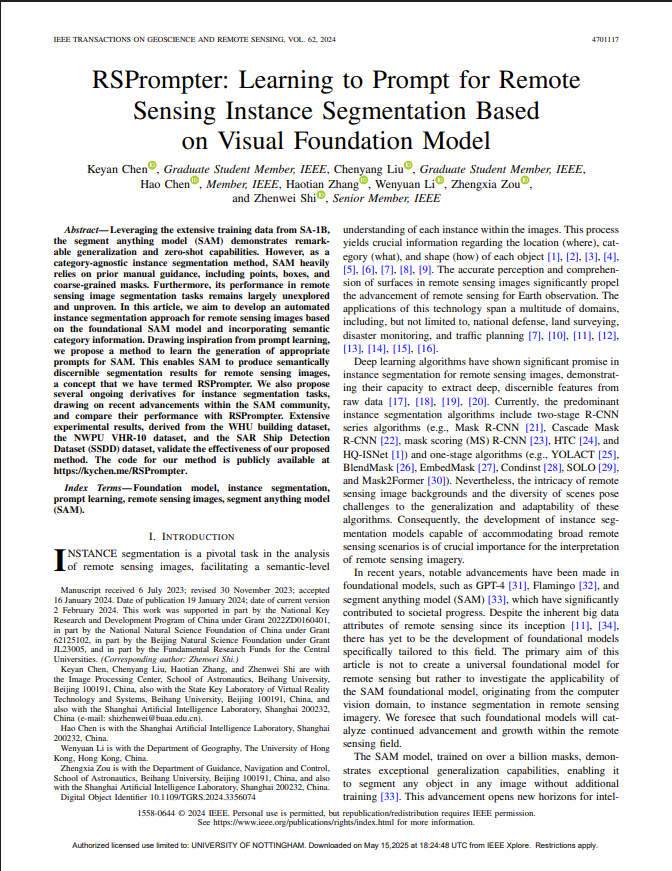 IEEE TRANSACTIONS ON GEOSCIENCE AND REMOTE SENSING, VOL. 62, 2024
4701117
RSPrompter: Learning to Prompt for Remote
Sensing Instance Segmentation Based
on Visual Foundation Model
Keyan Chen, Graduate Student Member, IEEE, Chenyang Liu, Graduate Student Member, IEEE,
Hao Chen, Member, IEEE, Haotian Zhang, Wenyuan Li, Zhengxia Zou,
and Zhenwei Shi, Senior Member, IEEE
Abstract—Leveraging the extensive training data from SA-1B,
the segment anything model (SAM) demonstrates remark-
able generalization and zero-shot capabilities. However, as a
category-agnostic instance segmentation method, SAM heavily
relies on prior manual guidance, including points, boxes, and
coarse-grained masks. Furthermore, its performance in remote
sensing image segmentation tasks remains largely unexplored
and unproven. In this article, we aim to develop an automated
instance segmentation approach for remote sensing images based
on the foundational SAM model and incorporating semantic
category information. Drawing inspiration from prompt learning,
we propose a method to learn the generation of appropriate
prompts for SAM. This enables SAM to produce semantically
discernible segmentation results for remote sensing images,
a concept that we have termed RSPrompter. We also propose
several ongoing derivatives for instance segmentation tasks,
drawing on recent advancements within the SAM community,
and compare their performance with RSPrompter. Extensive
experimental results, derived from the WHU building dataset,
the NWPU VHR-10 dataset, and the SAR Ship Detection
Dataset (SSDD) dataset, validate the effectiveness of our proposed
method. The code for our method is publicly available at
https://kychen.me/RSPrompter.
Index Terms—Foundation model, instance segmentation,
prompt learning, remote sensing images, segment anything model
(SAM).
I. INTRODUCTION
INSTANCE segmentation is a pivotal task in the analysis
of remote sensing images, facilitating a semantic-level
Manuscript received 6 July 2023; revised 30 November 2023; accepted
16 January 2024. Date of publication 19 January 2024; date of current version
2 February 2024. This work was supported in part by the National Key
Research and Development Program of China under Grant 2022ZD0160401,
in part by the National Natural Science Foundation of China under Grant
62125102, in part by the Beijing Natural Science Foundation under Grant
JL23005, and in part by the Fundamental Research Funds for the Central
Universities. (Corresponding author: Zhenwei Shi.)
Keyan Chen, Chenyang Liu, Haotian Zhang, and Zhenwei Shi are with
the Image Processing Center, School of Astronautics, Beihang University,
Beijing 100191, China, also with the State Key Laboratory of Virtual Reality
Technology and Systems, Beihang University, Beijing 100191, China, and
also with the Shanghai Artificial Intelligence Laboratory, Shanghai 200232,
China (e-mail: shizhenwei@buaa.edu.cn).
Hao Chen is with the Shanghai Artificial Intelligence Laboratory, Shanghai
200232, China.
Wenyuan Li is with the Department of Geography, The University of Hong
Kong, Hong Kong, China.
Zhengxia Zou is with the Department of Guidance, Navigation and Control,
School of Astronautics, Beihang University, Beijing 100191, China, and also
with the Shanghai Artificial Intelligence Laboratory, Shanghai 200232, China.
Digital Object Identifier 10.1109/TGRS.2024.3356074
understanding of each instance within the images. This process
yields crucial information regarding the location (where), cat-
egory (what), and shape (how) of each object [1], [2], [3], [4],
[5], [6], [7], [8], [9]. The accurate perception and comprehen-
sion of surfaces in remote sensing images significantly propel
the advancement of remote sensing for Earth observation. The
applications of this technology span a multitude of domains,
including, but not limited to, national defense, land surveying,
disaster monitoring, and traffic planning [7], [10], [11], [12],
[13], [14], [15], [16].
Deep learning algorithms have shown significant promise in
instance segmentation for remote sensing images, demonstrat-
ing their capacity to extract deep, discernible features from
raw data [17], [18], [19], [20]. Currently, the predominant
instance segmentation algorithms include two-stage R-CNN
series algorithms (e.g., Mask R-CNN [21], Cascade Mask
R-CNN [22], mask scoring (MS) R-CNN [23], HTC [24], and
HQ-ISNet [1]) and one-stage algorithms (e.g., YOLACT [25],
BlendMask [26], EmbedMask [27], Condinst [28], SOLO [29],
and Mask2Former [30]). Nevertheless, the intricacy of remote
sensing image backgrounds and the diversity of scenes pose
challenges to the generalization and adaptability of these
algorithms. Consequently, the development of instance seg-
mentation models capable of accommodating broad remote
sensing scenarios is of crucial importance for the interpretation
of remote sensing imagery.
In recent years, notable advancements have been made in
foundational models, such as GPT-4 [31], Flamingo [32], and
segment anything model (SAM) [33], which have significantly
contributed to societal progress. Despite the inherent big data
attributes of remote sensing since its inception [11], [34],
there has yet to be the development of foundational models
specifically tailored to this field. The primary aim of this
article is not to create a universal foundational model for
remote sensing but rather to investigate the applicability of
the SAM foundational model, originating from the computer
vision domain, to instance segmentation in remote sensing
imagery. We foresee that such foundational models will cat-
alyze continued advancement and growth within the remote
sensing field.
The SAM model, trained on over a billion masks, demon-
strates exceptional generalization capabilities, enabling it
to segment any object in any image without additional
training [33]. This advancement opens new horizons for intel-
1558-0644 © 2024 IEEE. Personal use is permitted, but republication/redistribution requires IEEE permission.
See https://www.ieee.org/publications/rights/index.html for more information.
Authorized licensed use limited to: UNIVERSITY OF NOTTINGHAM. Downloaded on May 15,2025 at 18:24:48 UTC from IEEE Xplore. Restrictions apply.